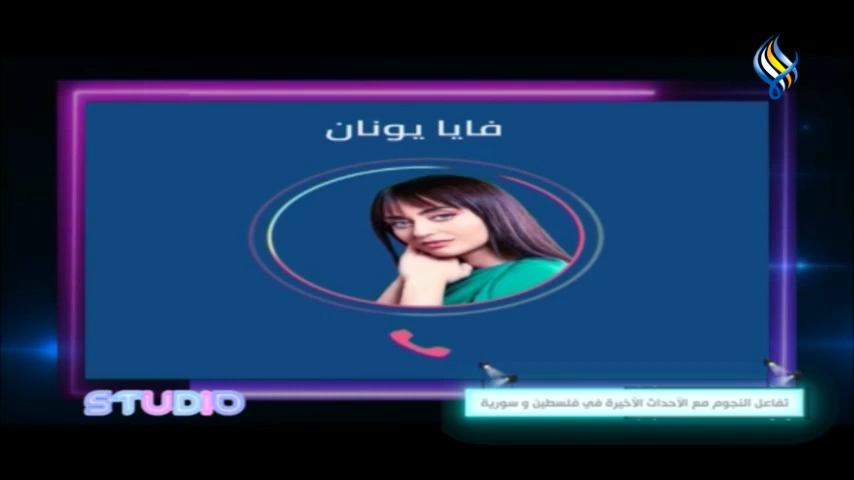 فايا يونان
STUDIO
تفاعل النجوم مع الأحداث الأخيرة في فلسطين و سورية